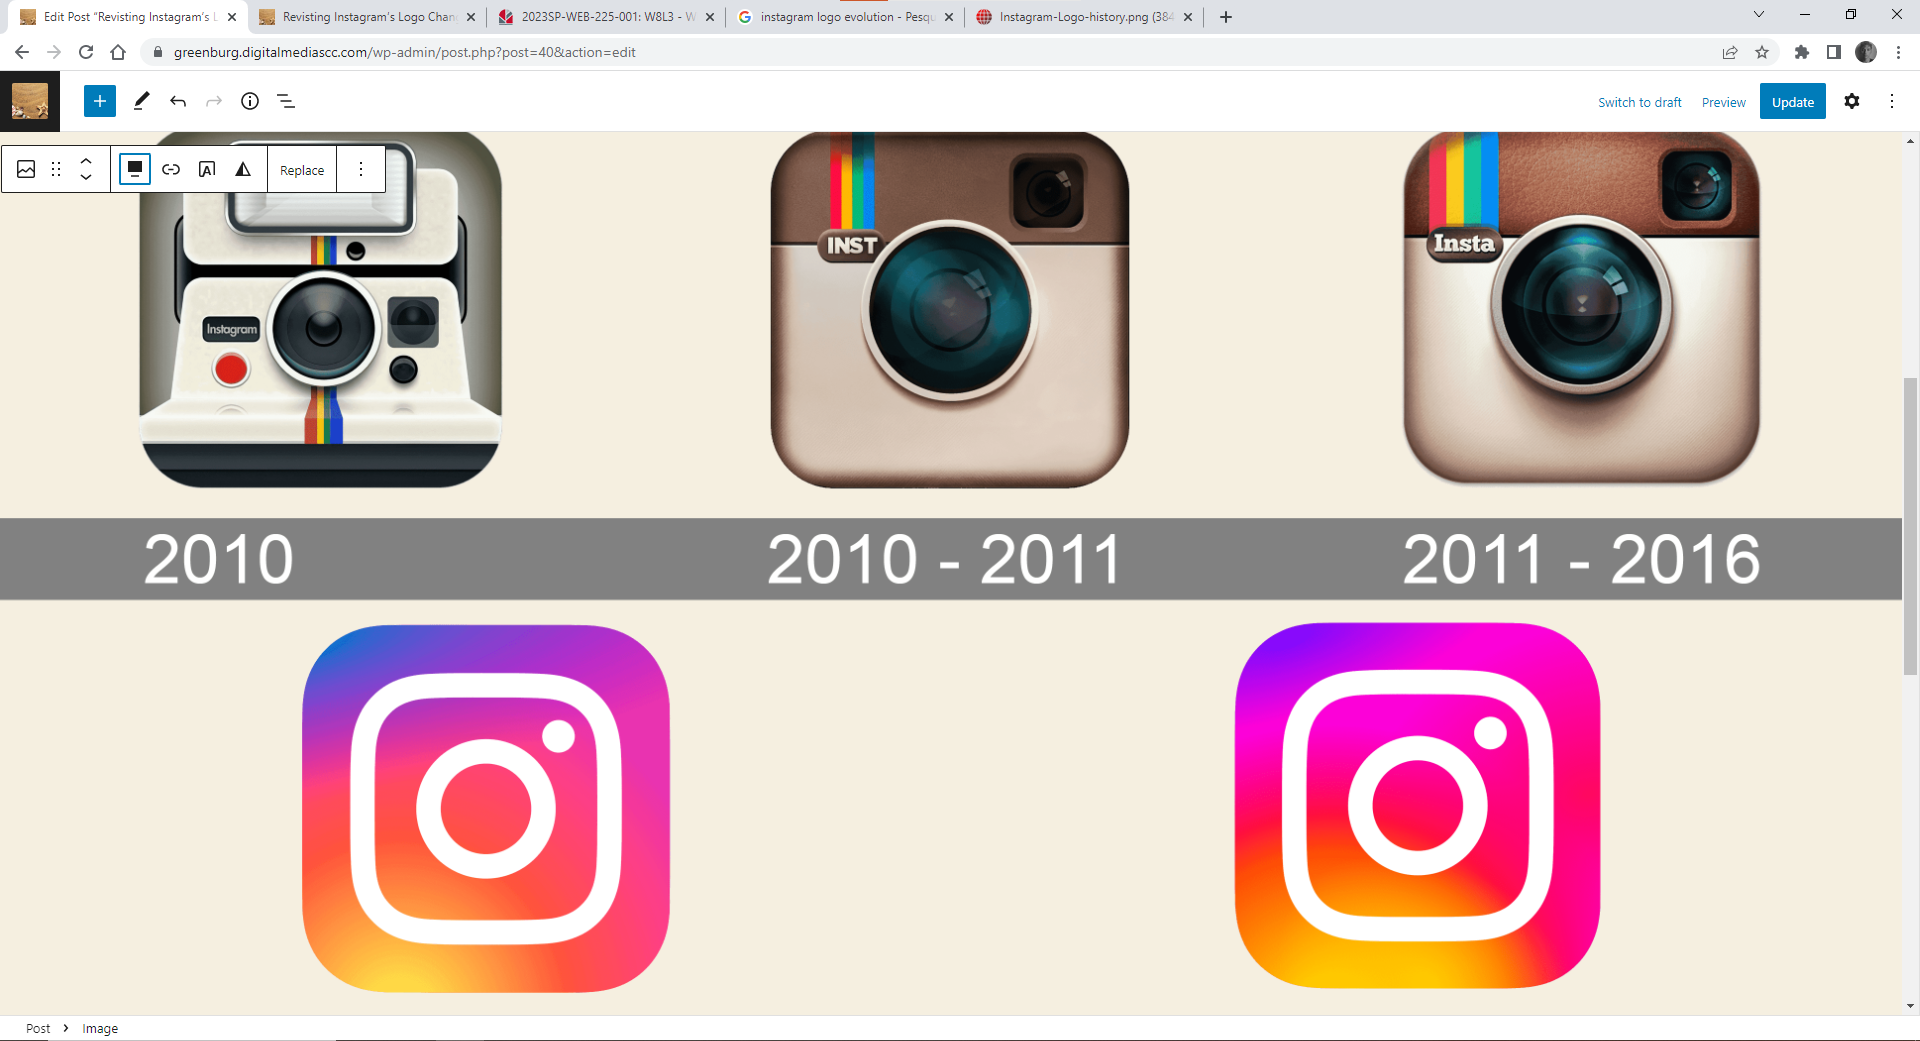 Edit Post “Revisting Instagram’s L
Revisting Instagram’s Logo Chan
2023SP-WEB-225-001: W8L3 - W
instagram logo evolution - Pesqu
Instagram-Logo-history.png (384
greenburg.digitalmediascc.com/wp-admin/post.php?post=40&action=edit
Switch to draft
Preview
Update
Replace
Instagram
INST
Insta
2010
2010 - 2011
2011 - 2016
Post
Image